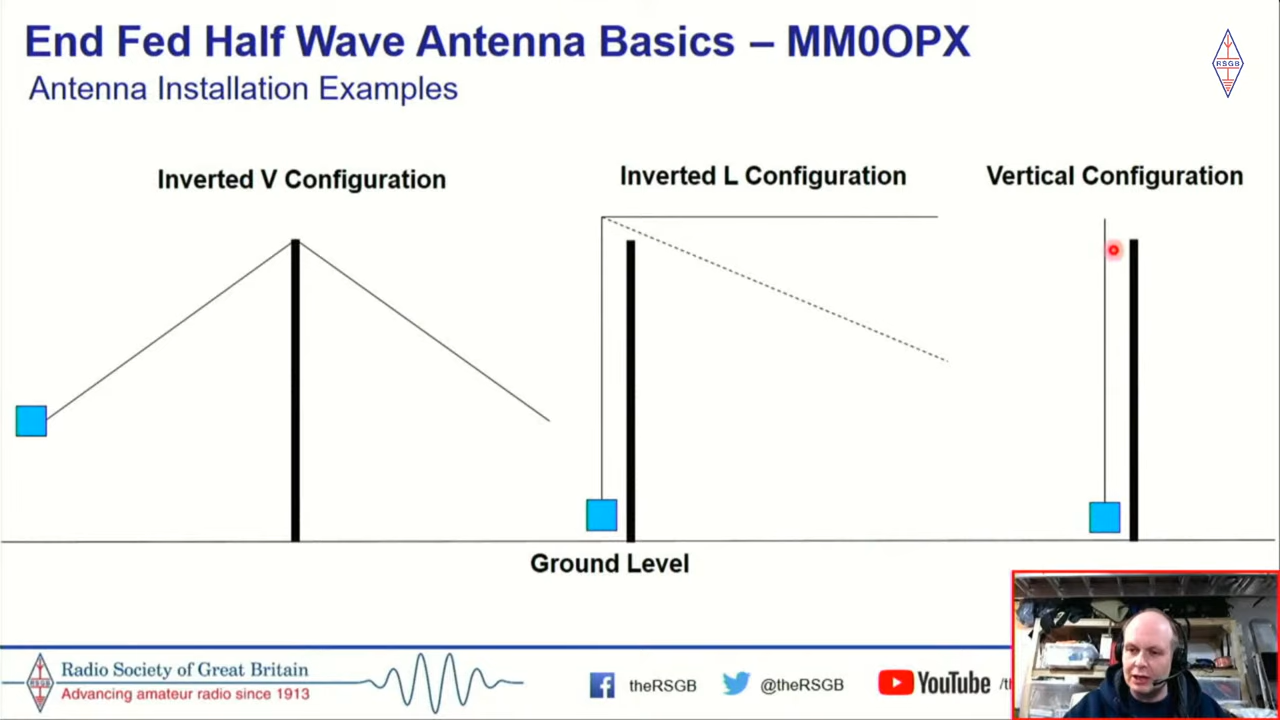 End Fed Half Wave Antenna Basics – MM0OPX
Antenna Installation Examples
RSGB
Inverted V Configuration
Inverted L Configuration
Vertical Configuration
Ground Level
RSGB
Radio Society of Great Britain
Advancing amateur radio since 1913
theRSGB
@theRSGB
YouTube